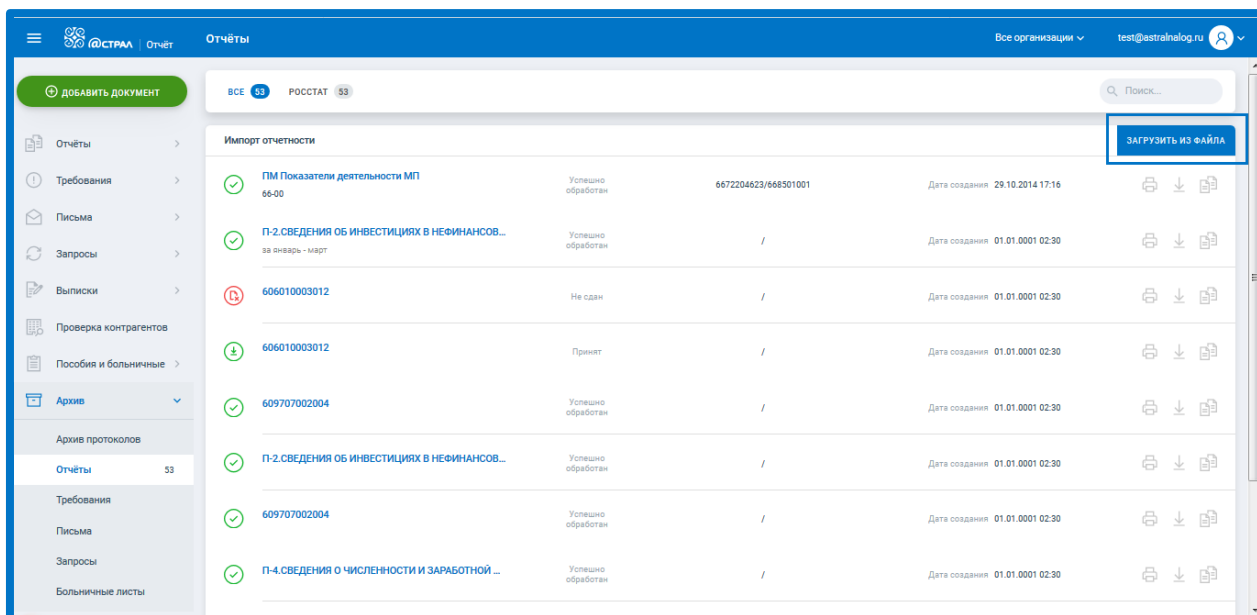 @СТРАЛ | Отчёт
Отчёты
Все организации
test@astralnalog.ru
ДОБАВИТЬ ДОКУМЕНТ
ВСЕ 53 РОССТАТ 53
Поиск...
Отчёты
Требования
Письма
Запросы
Выписки
Проверка контрагентов
Пособия и больничные
Архив
Архив протоколов
Отчёты 53
Требования
Письма
Запросы
Больничные листы
Импорт отчетности
ЗАГРУЗИТЬ ИЗ ФАЙЛА
ПМ Показатели деятельности МП
66-00
Успешно
обработан
6672204623/668501001
Дата создания 29.10.2014 17:16
П-2.СВЕДЕНИЯ ОБ ИНВЕСТИЦИЯХ В НЕФИНАНСОВ...
за январь - март
Успешно
обработан
/
Дата создания 01.01.0001 02:30
606010003012
Не сдан
/
Дата создания 01.01.0001 02:30
606010003012
Принят
/
Дата создания 01.01.0001 02:30
609707002004
Успешно
обработан
/
Дата создания 01.01.0001 02:30
П-2.СВЕДЕНИЯ ОБ ИНВЕСТИЦИЯХ В НЕФИНАНСОВ...
Успешно
обработан
/
Дата создания 01.01.0001 02:30
609707002004
Успешно
обработан
/
Дата создания 01.01.0001 02:30
П-4.СВЕДЕНИЯ О ЧИСЛЕННОСТИ И ЗАРАБОТНОЙ ...
Успешно
обработан
/
Дата создания 01.01.0001 02:30